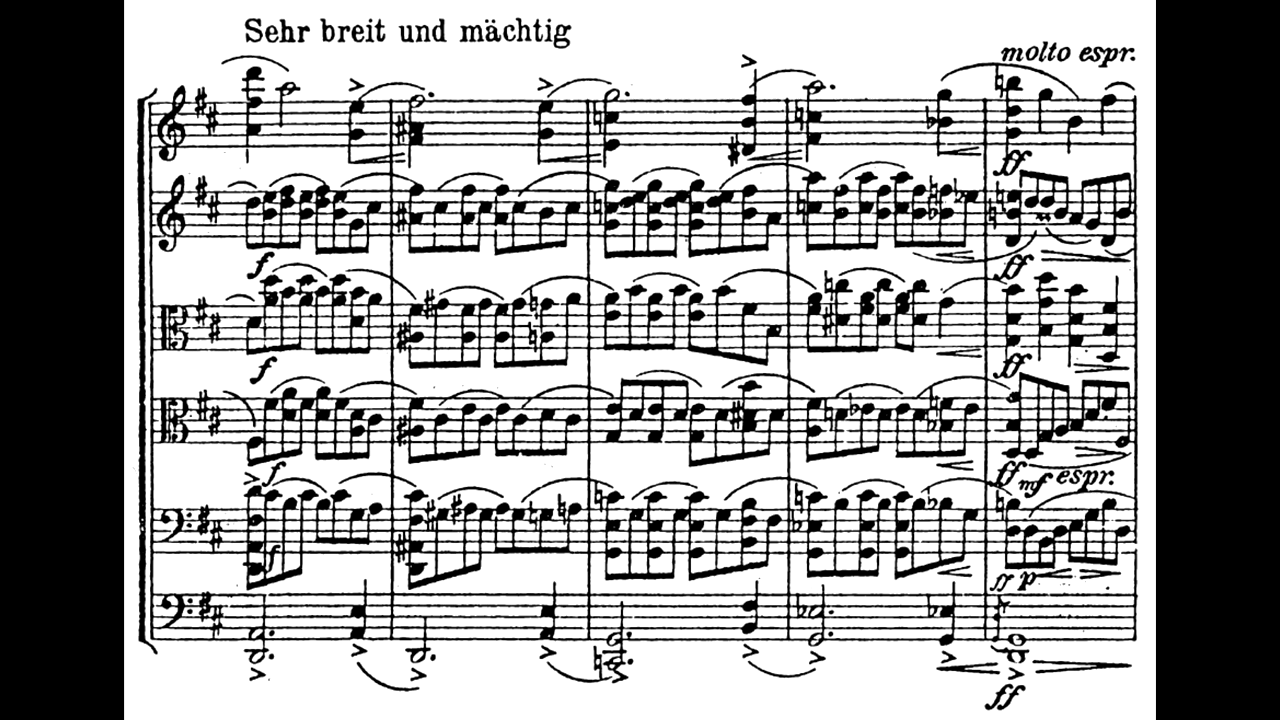 Sehr breit und mächtig
molto espr.
ff
f
ff
f
ff
f
ff mf espr.
f
ff p
ff